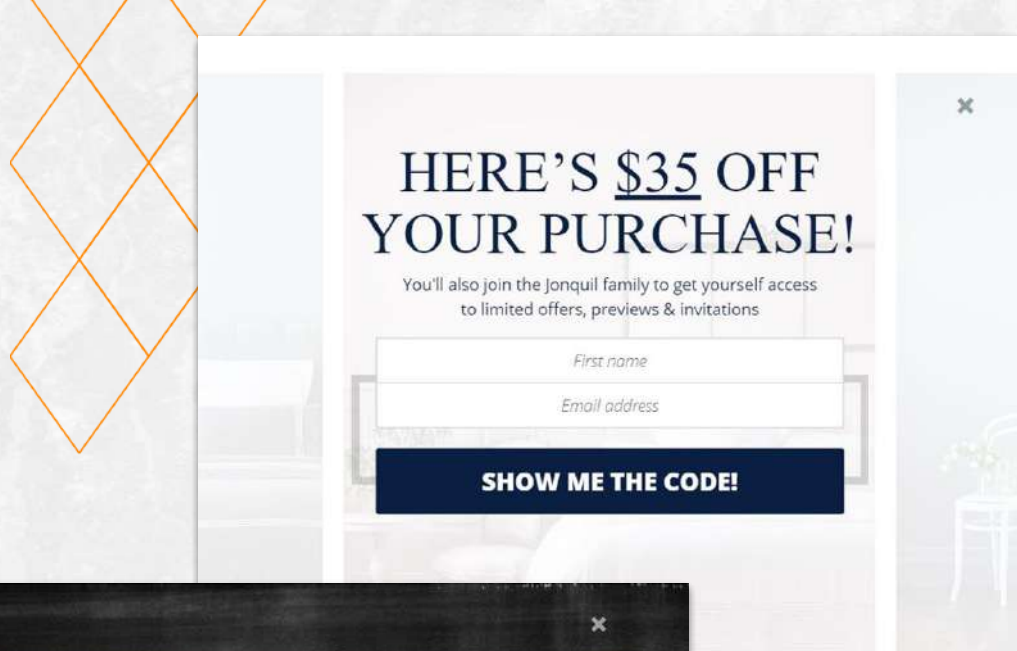 HERE’S $35 OFF
YOUR PURCHASE!
You'll also join the Jonquil family to get yourself access
to limited offers, previews & invitations
First name
Email address
SHOW ME THE CODE!